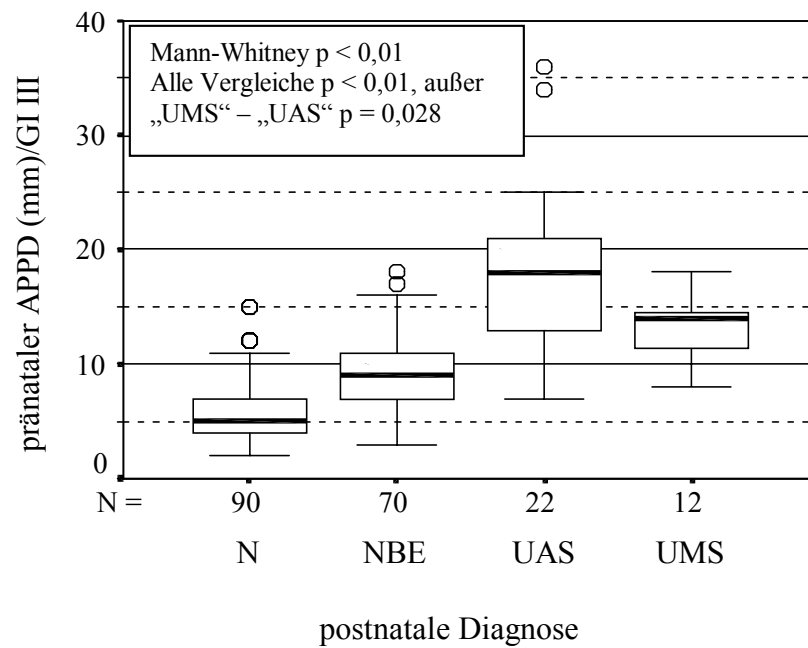 40
Mann-Whitney p < 0,01
Alle Vergleiche p < 0,01, außer
„UMS“ – „UAS“ p = 0,028
30
20
10
0
pränataler APPD (mm)/GI III
N = 90 70 22 12
N NBE UAS UMS
postnatale Diagnose